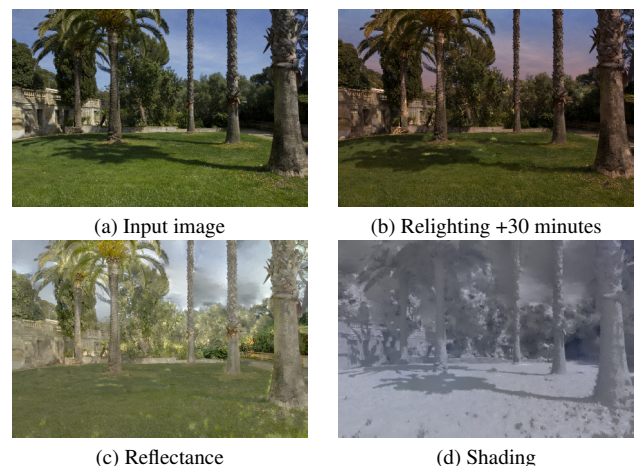 (a) Input image
(b) Relighting +30 minutes
(c) Reflectance
(d) Shading